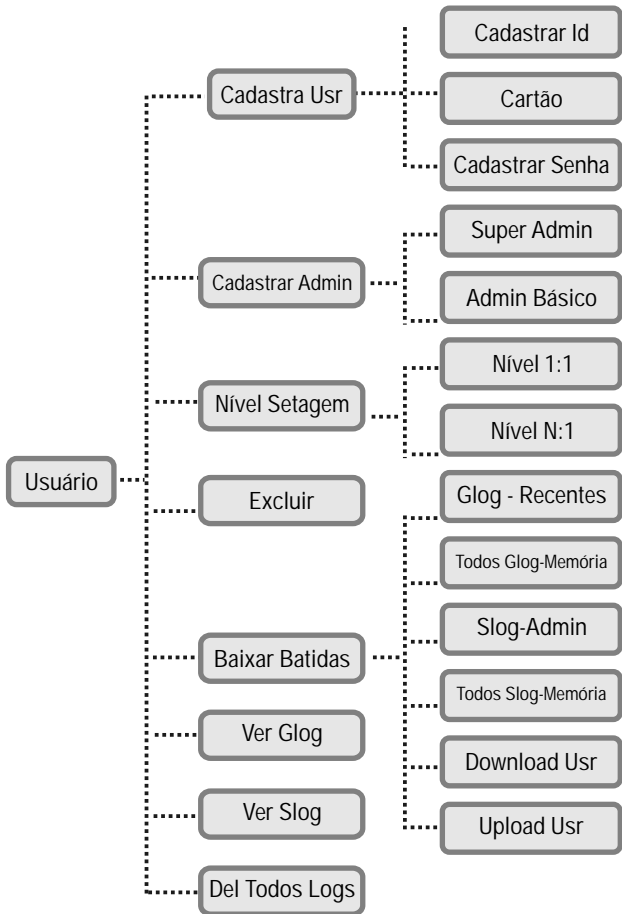 Usuário
Cadastra Usr
Cadastrar Id
Cartão
Cadastrar Senha
Cadastrar Admin
Super Admin
Admin Básico
Nível Setagem
Nível 1:1
Nível N:1
Excluir
Baixar Batidas
Glog - Recentes
Todos Glog-Memória
Slog-Admin
Todos Slog-Memória
Download Usr
Upload Usr
Ver Glog
Ver Slog
Del Todos Logs